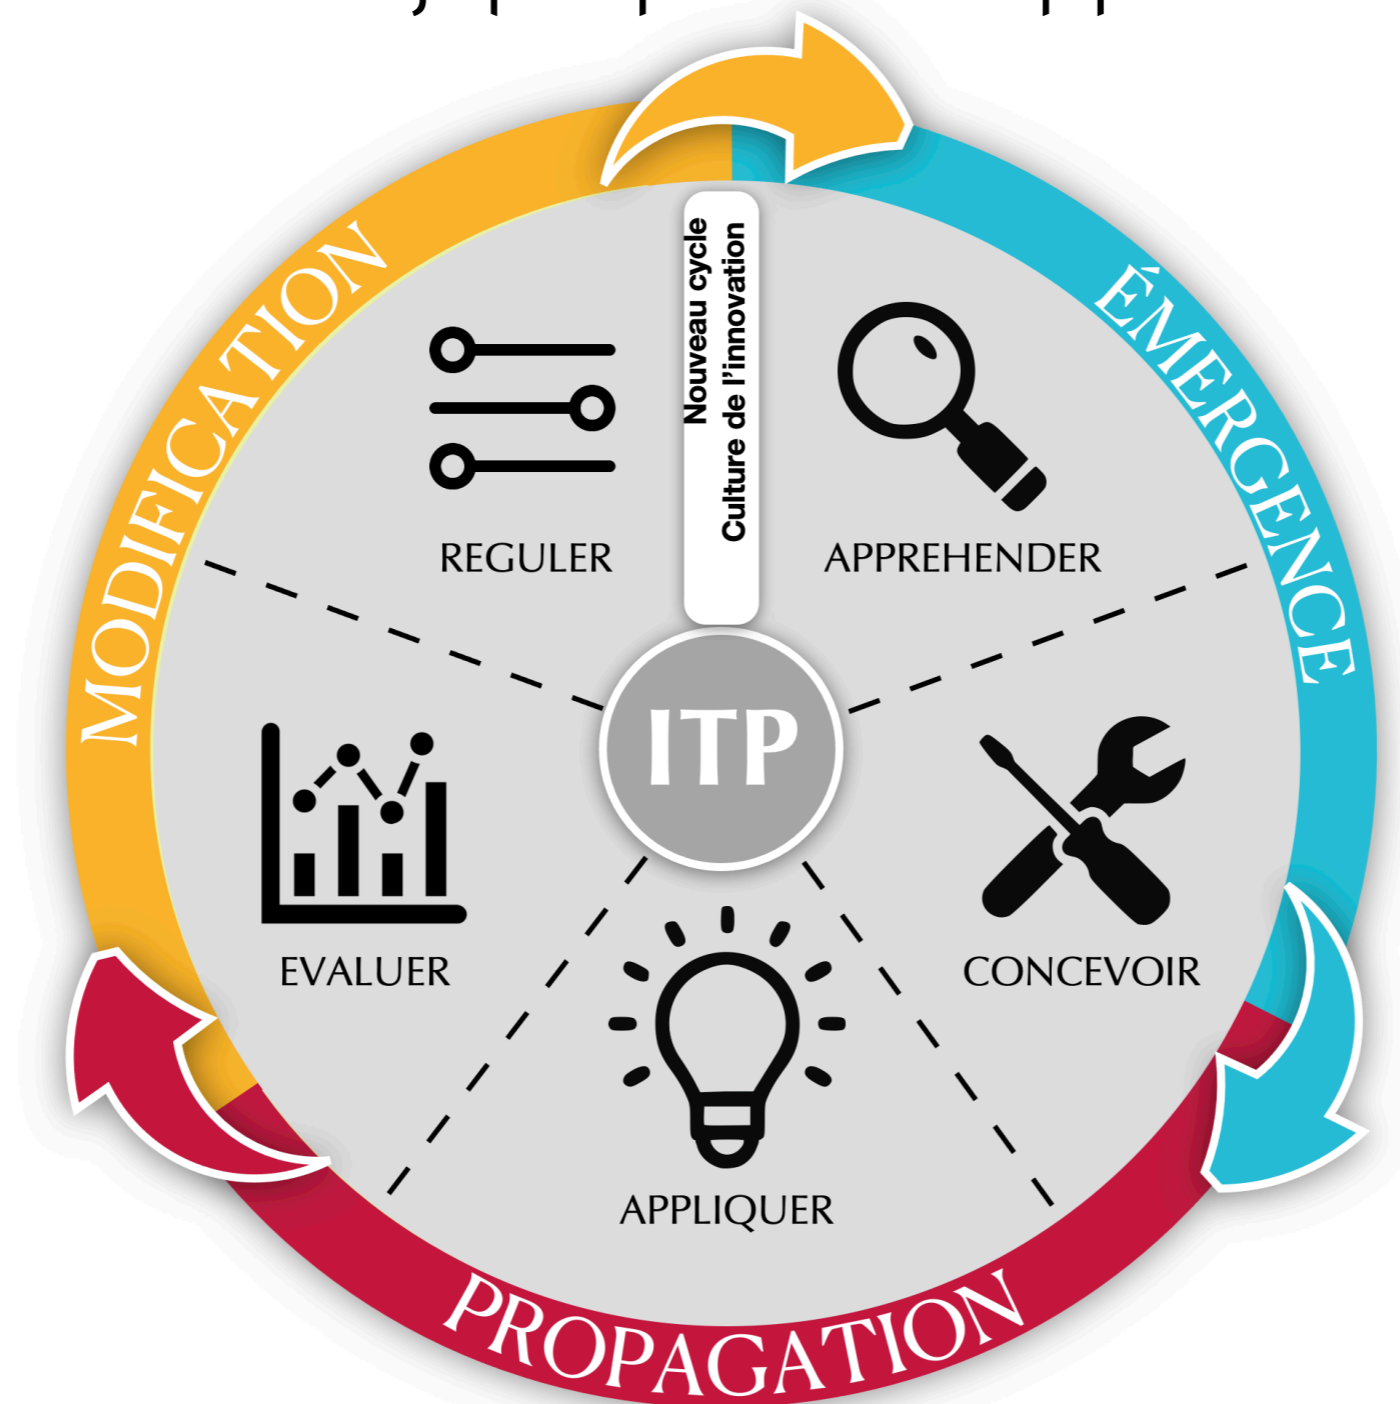 MODIFICATION
ÉMERGENCE
Nouveau cycle
Culture de l'innovation
REGULER
APPREHENDER
ITP
EVALUER
CONCEVOIR
APPLIQUER
PROPAGATION